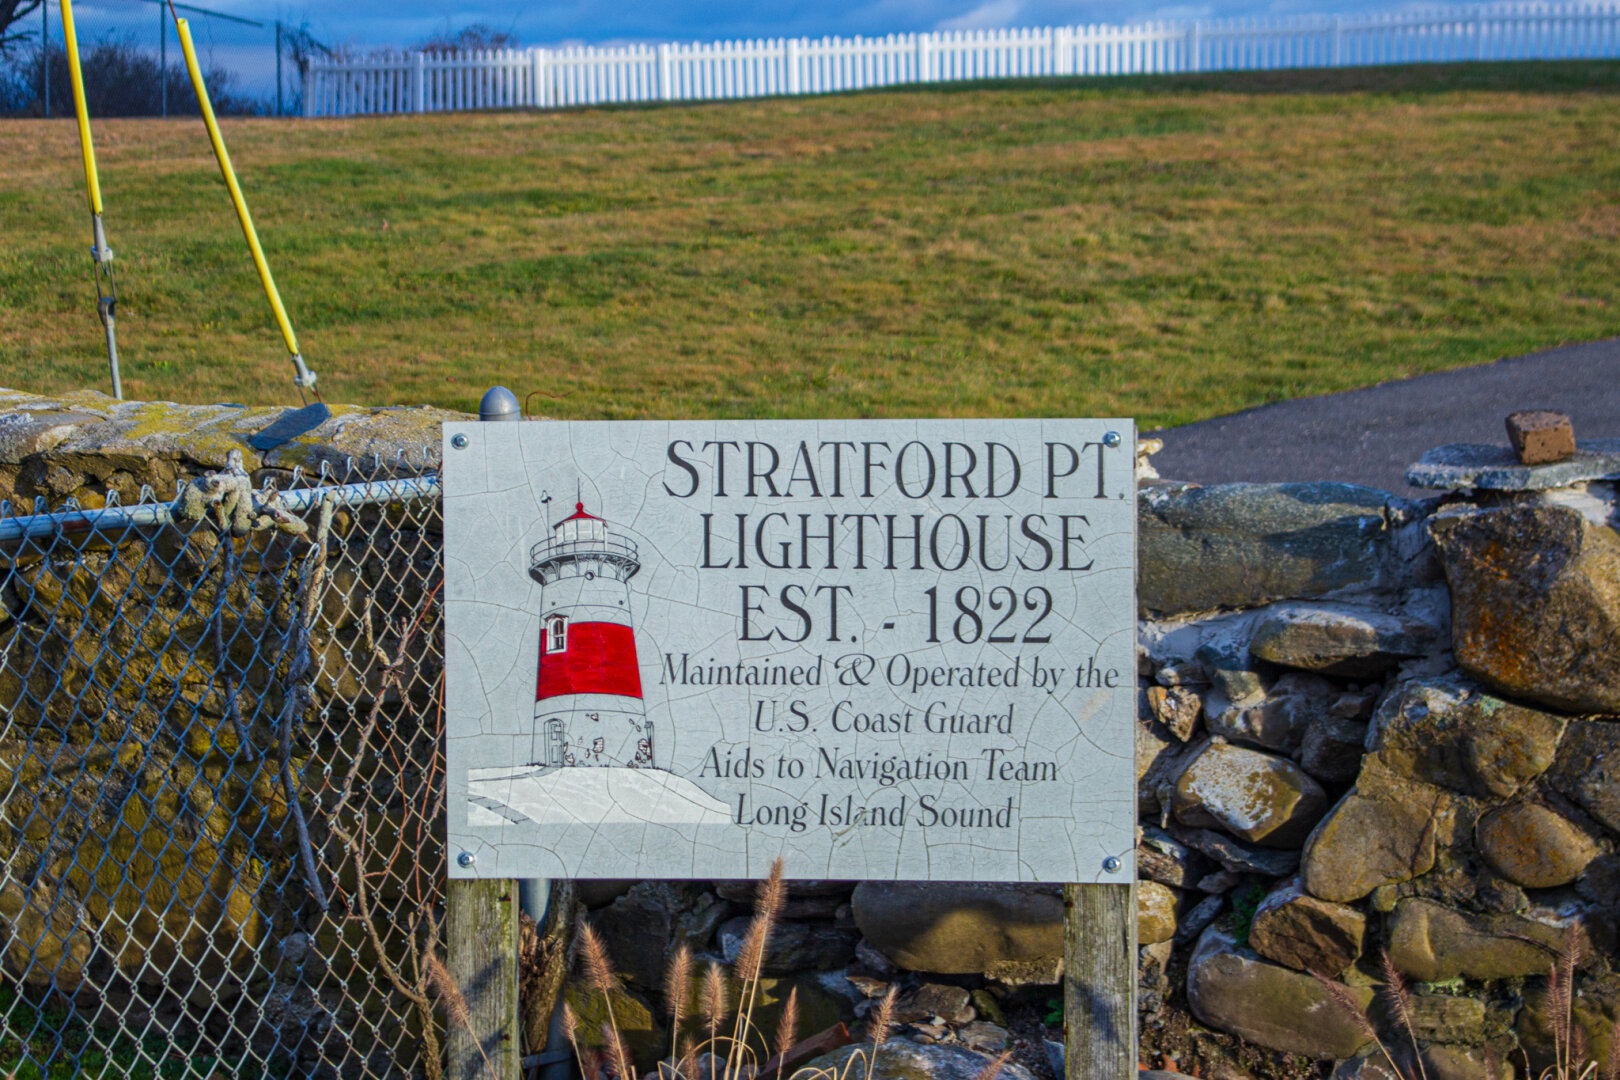 STRATFORD PT.
LIGHTHOUSE
EST. - 1822
Maintained & Operated by the
U.S. Coast Guard
Aids to Navigation Team
Long Island Sound